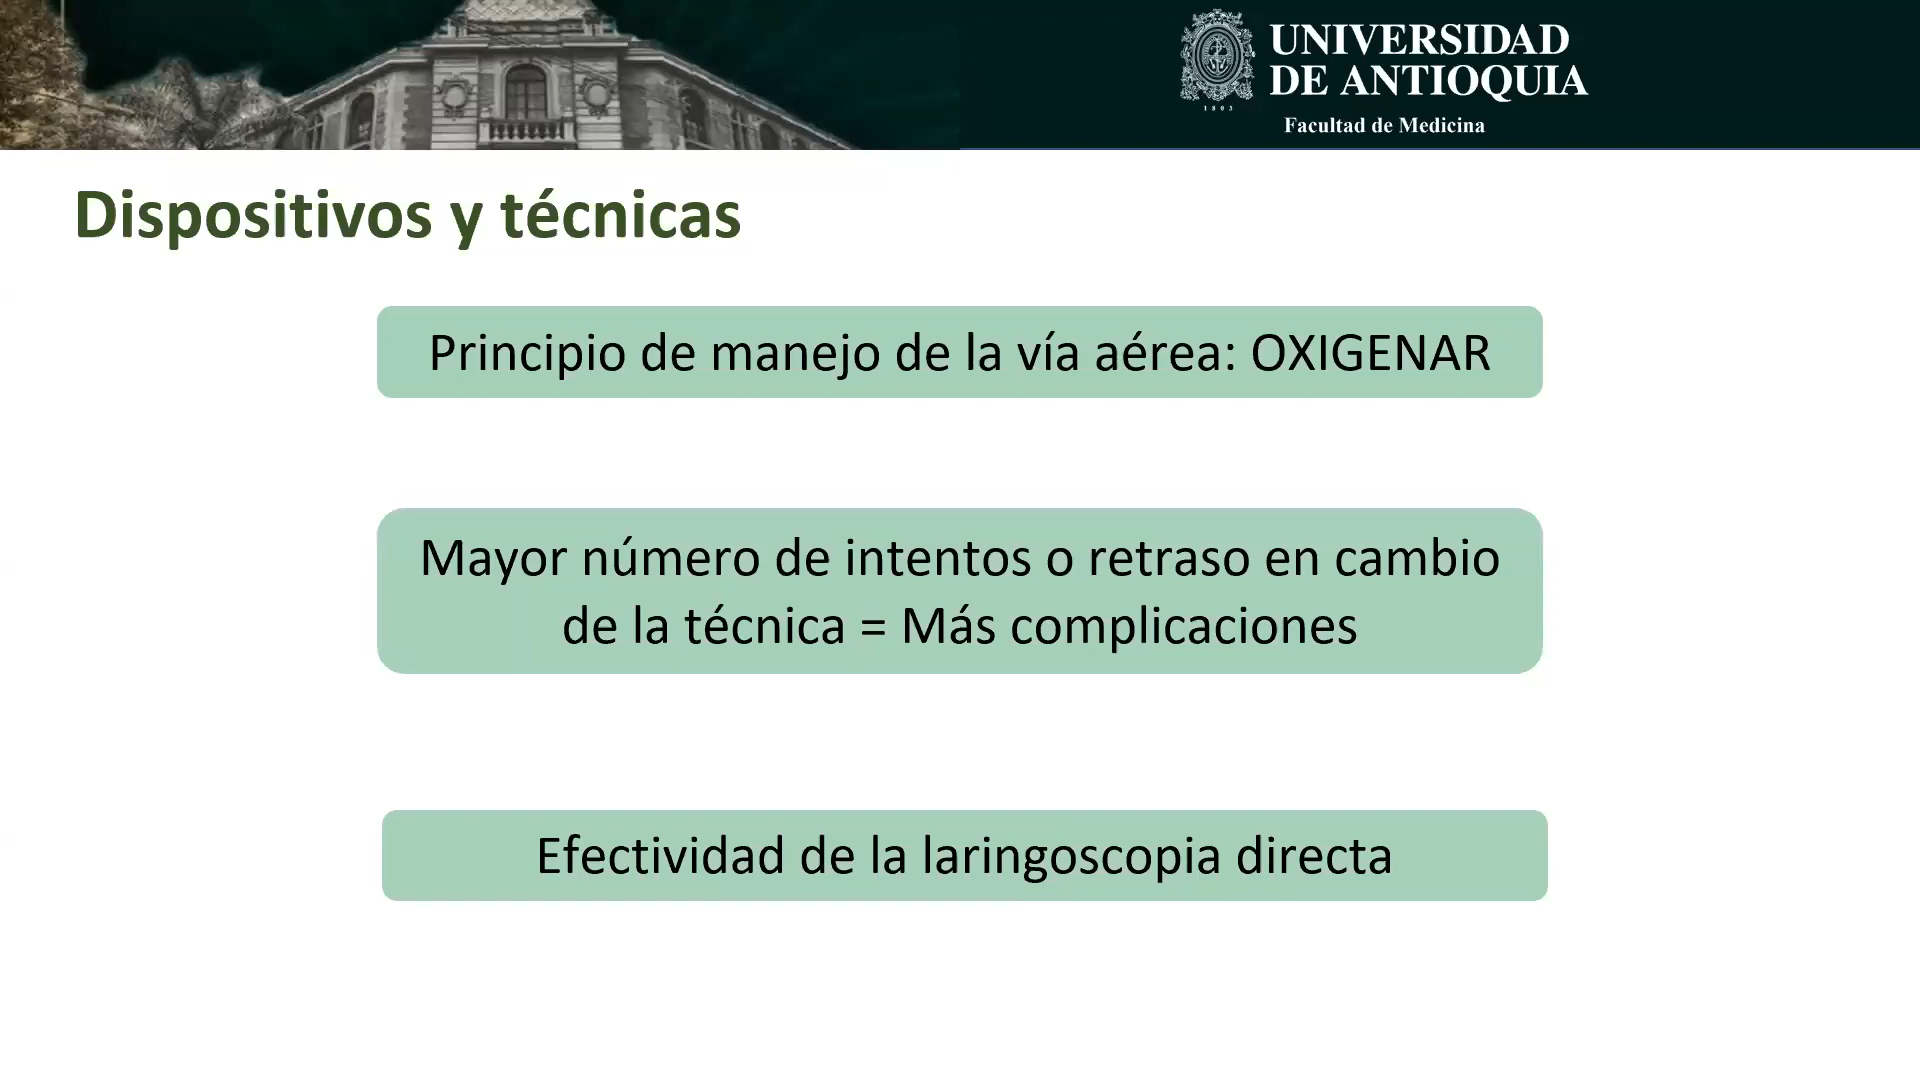 UNIVERSIDAD
DE ANTIOQUIA
1803
Facultad de Medicina
Dispositivos y técnicas
Principio de manejo de la vía aérea: OXIGENAR
Mayor número de intentos o retraso en cambio
de la técnica = Más complicaciones
Efectividad de la laringoscopia directa